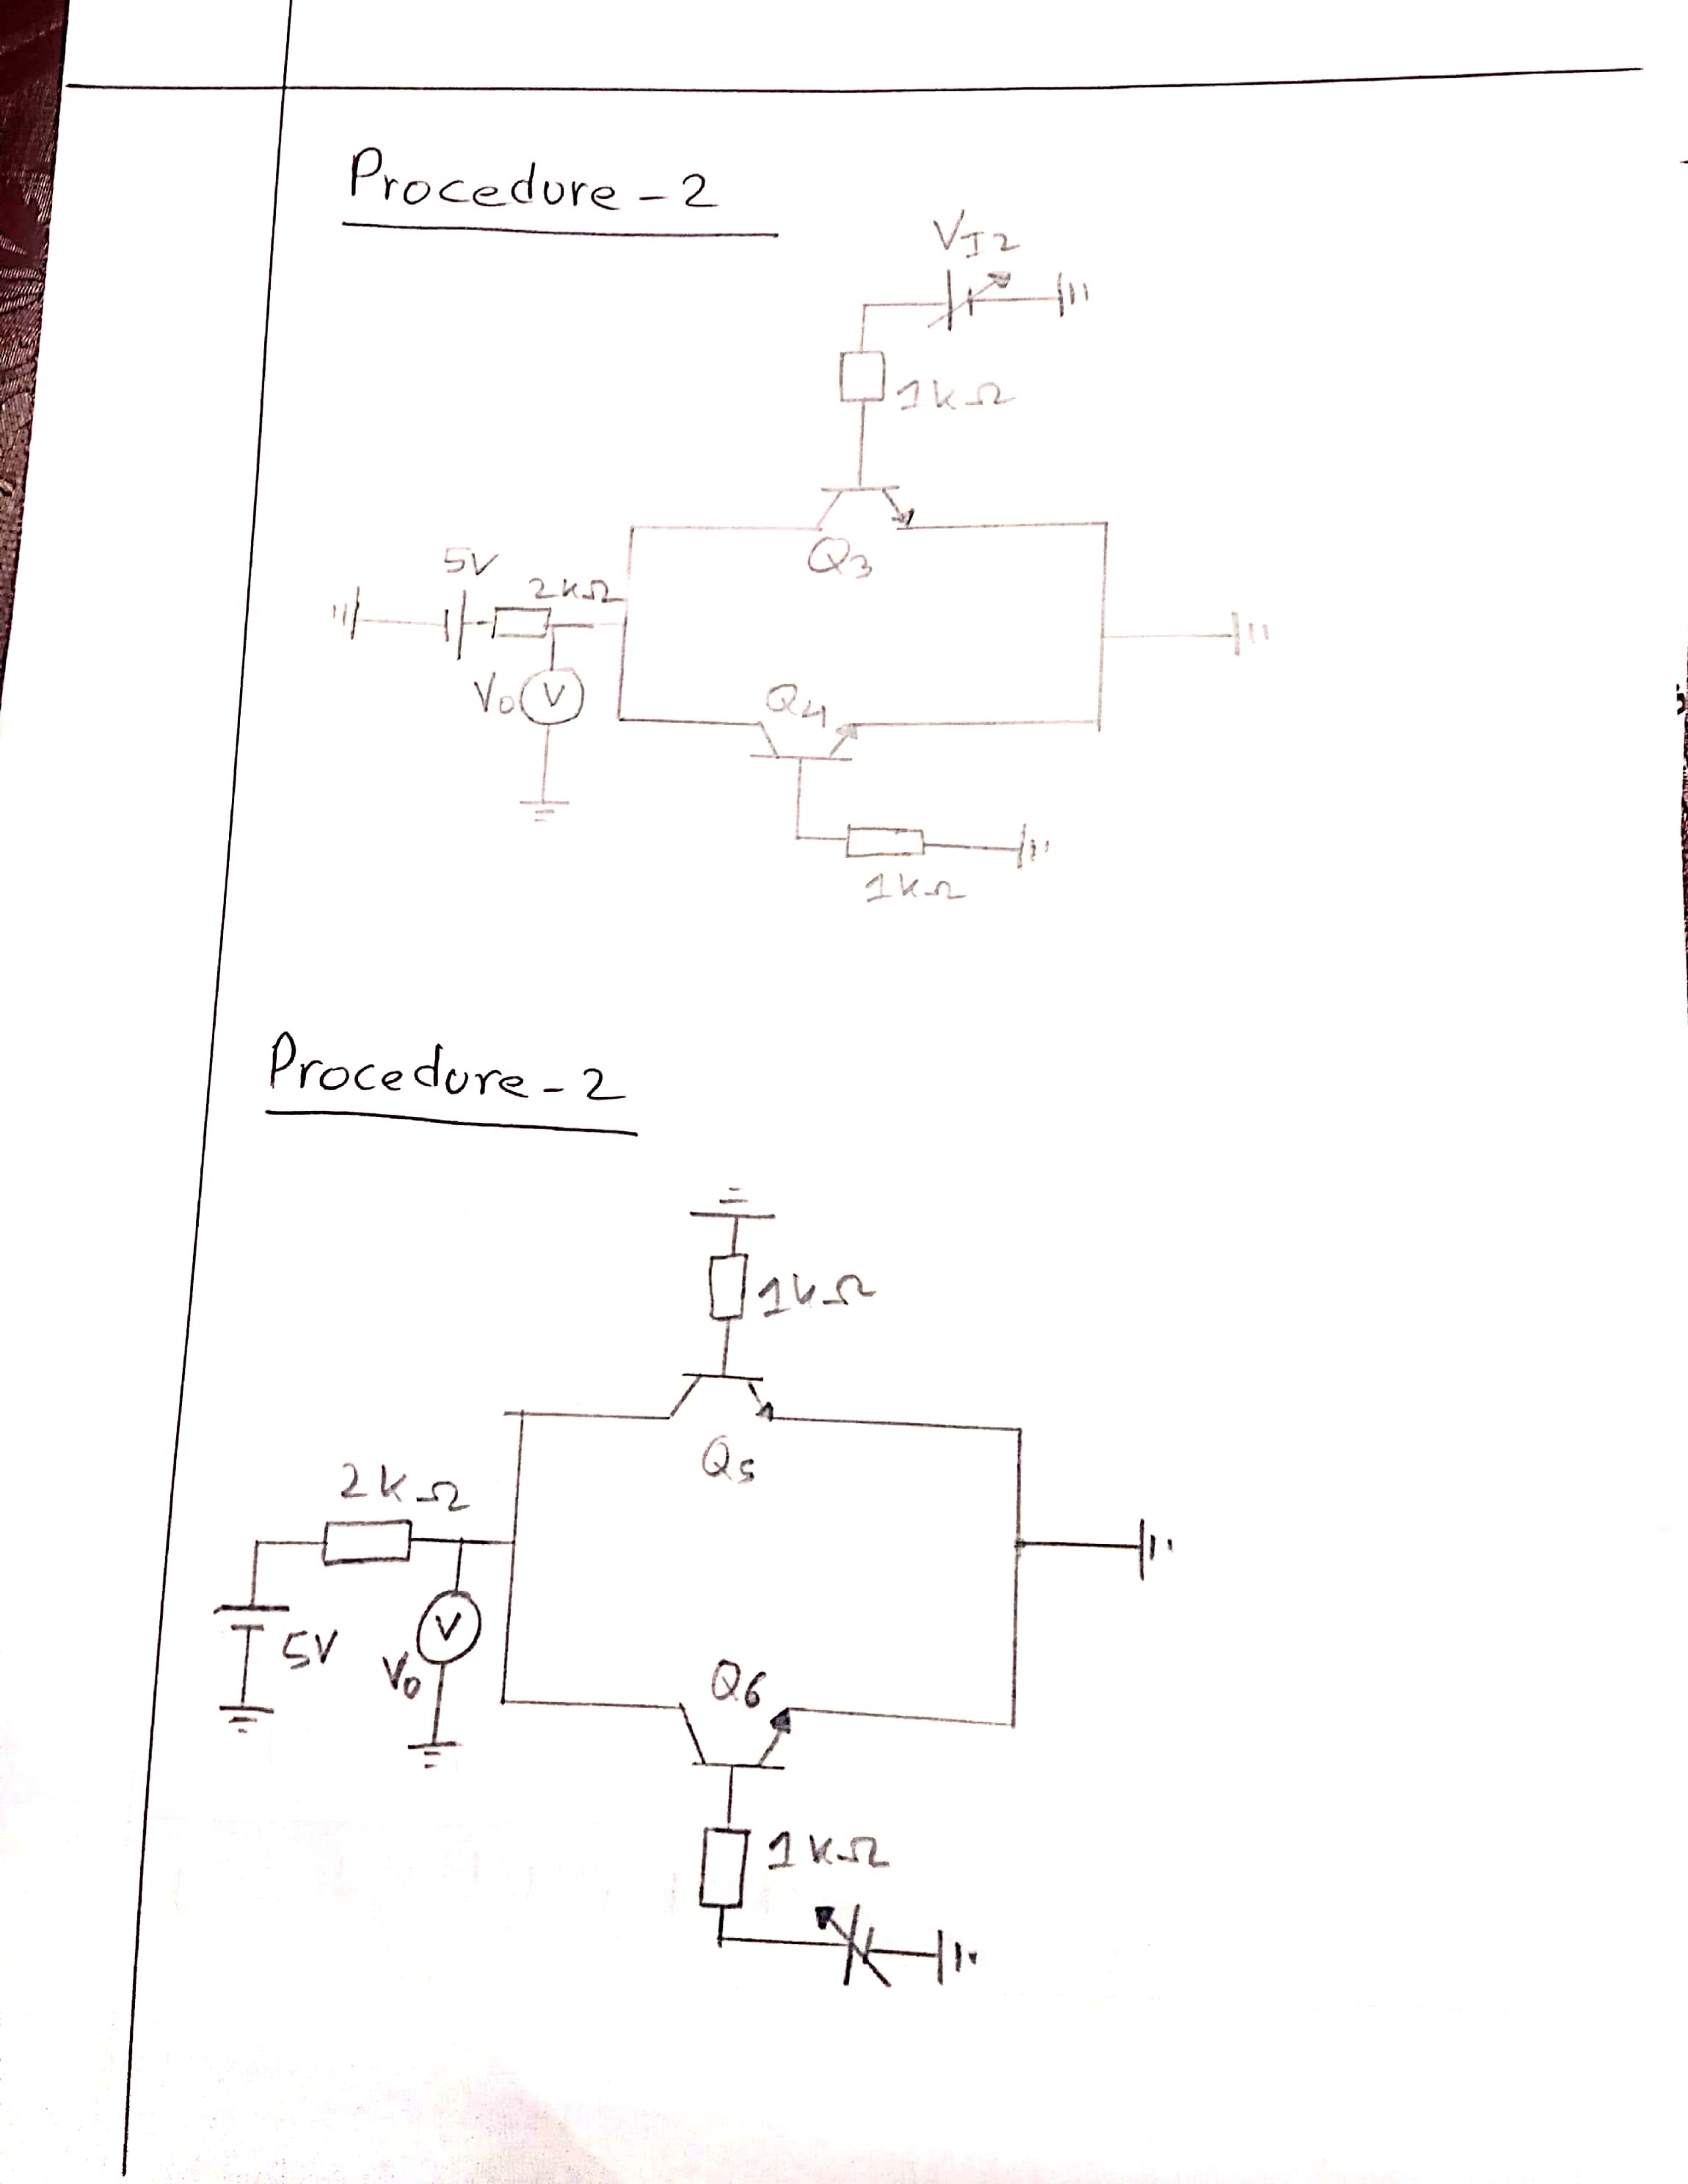 Procedure - 2
VI2
1kΩ
Q3
5V
2kΩ
Vo
V
Q4
1kΩ
Procedure - 2
1kΩ
Q5
2kΩ
5V
Vo
V
Q6
1kΩ